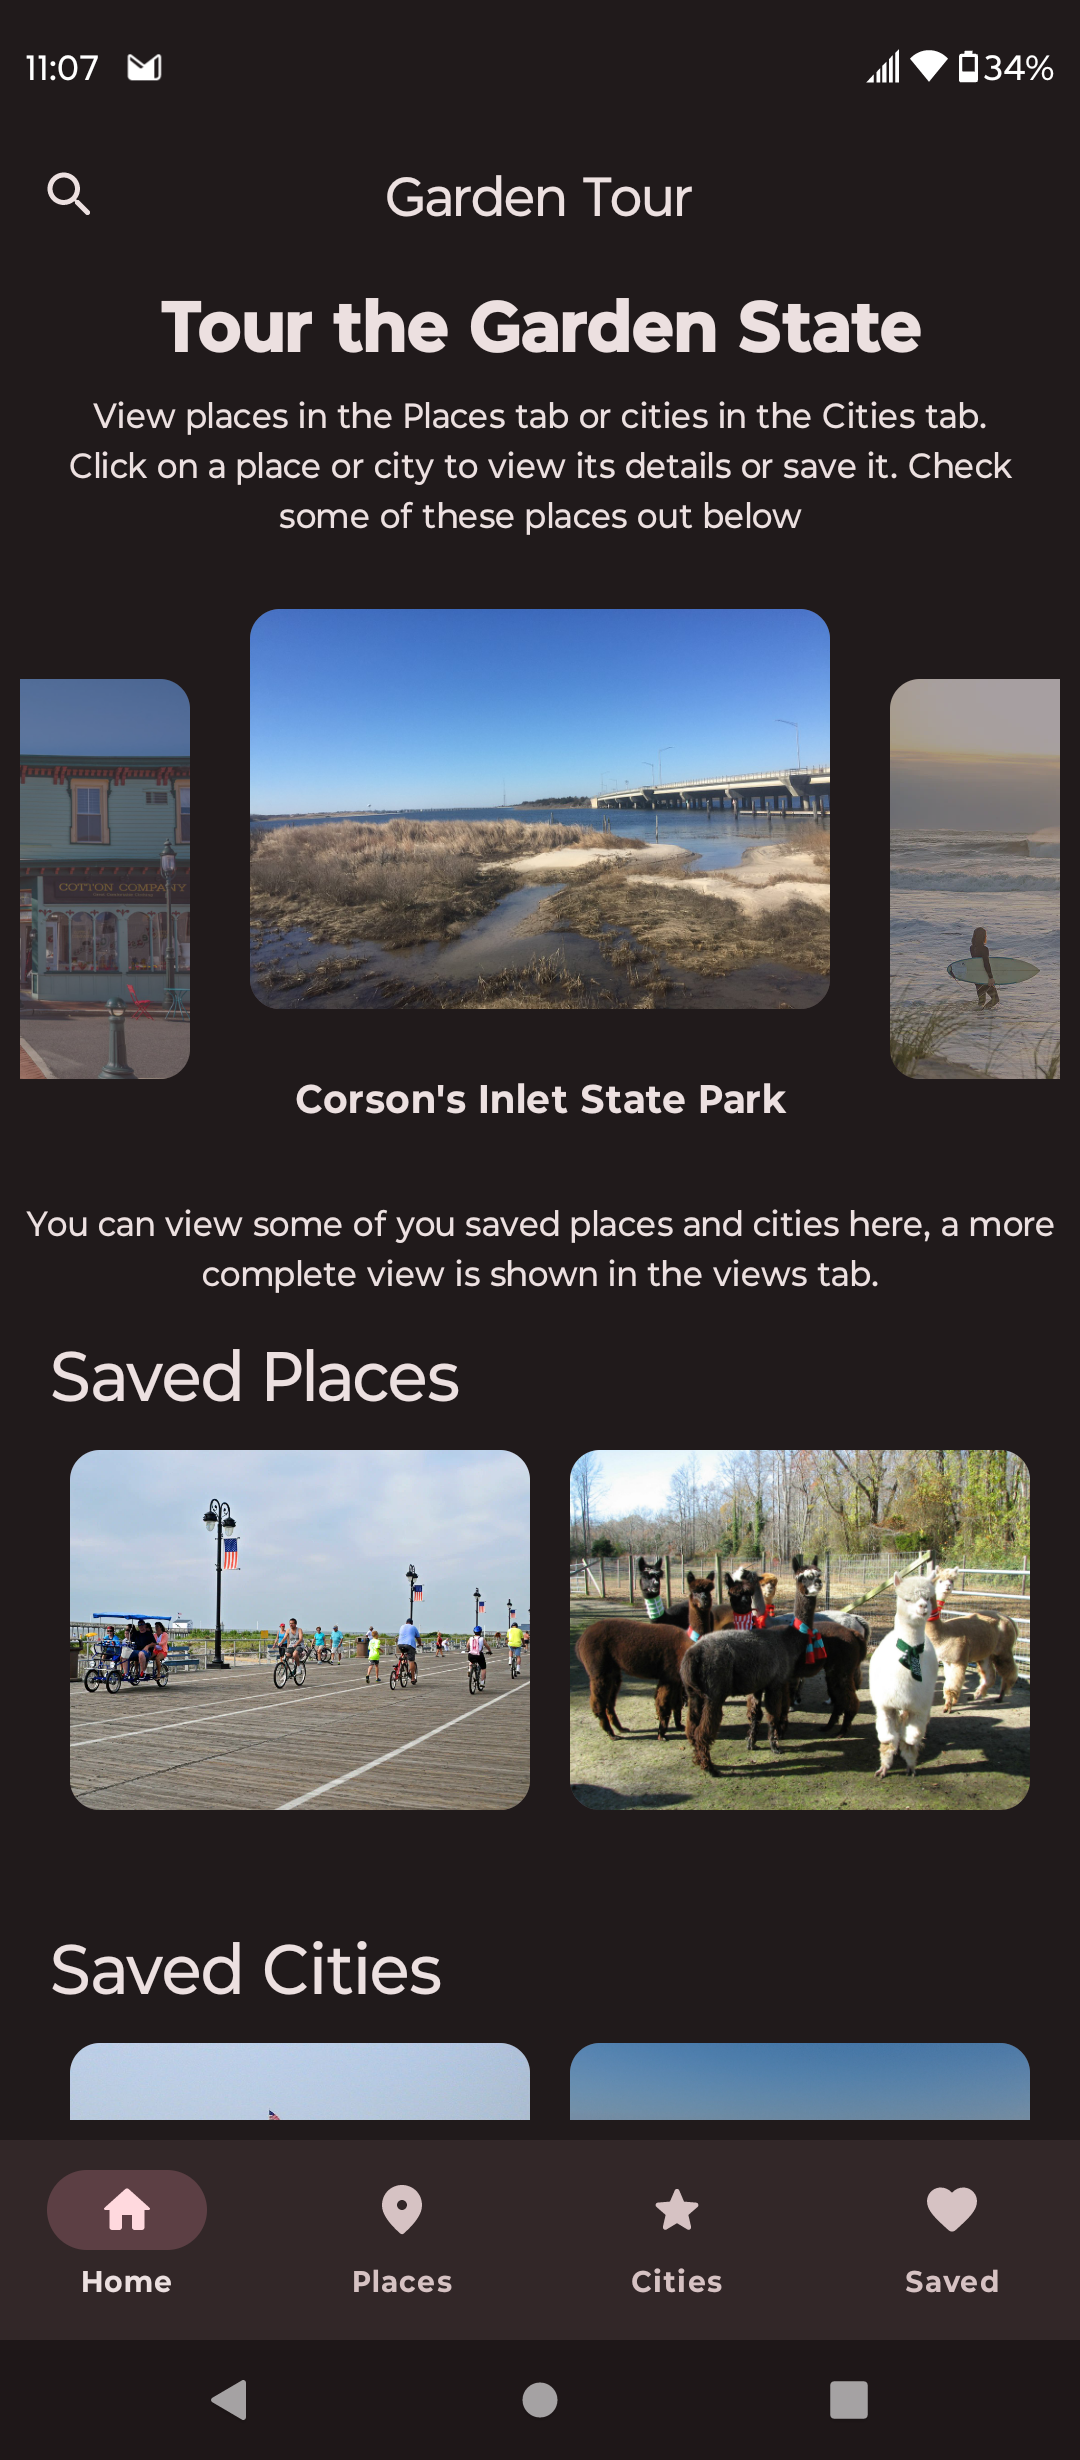 11:07
34%
Garden Tour
Tour the Garden State
View places in the Places tab or cities in the Cities tab.
Click on a place or city to view its details or save it. Check
some of these places out below
COTTON COMPANY
Corson's Inlet State Park
You can view some of you saved places and cities here, a more
complete view is shown in the views tab.
Saved Places
Saved Cities
Home
Places
Cities
Saved